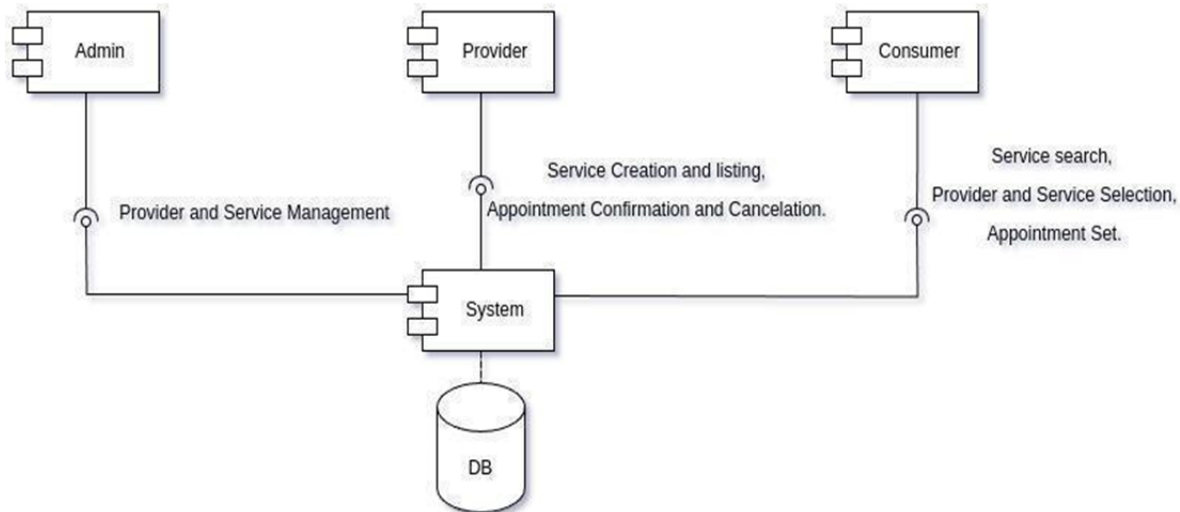 Admin
Provider
Consumer
Service search,
Service Creation and listing,
Provider and Service Selection,
Provider and Service Management
Appointment Confirmation and Cancelation.
Appointment Set.
System
DB